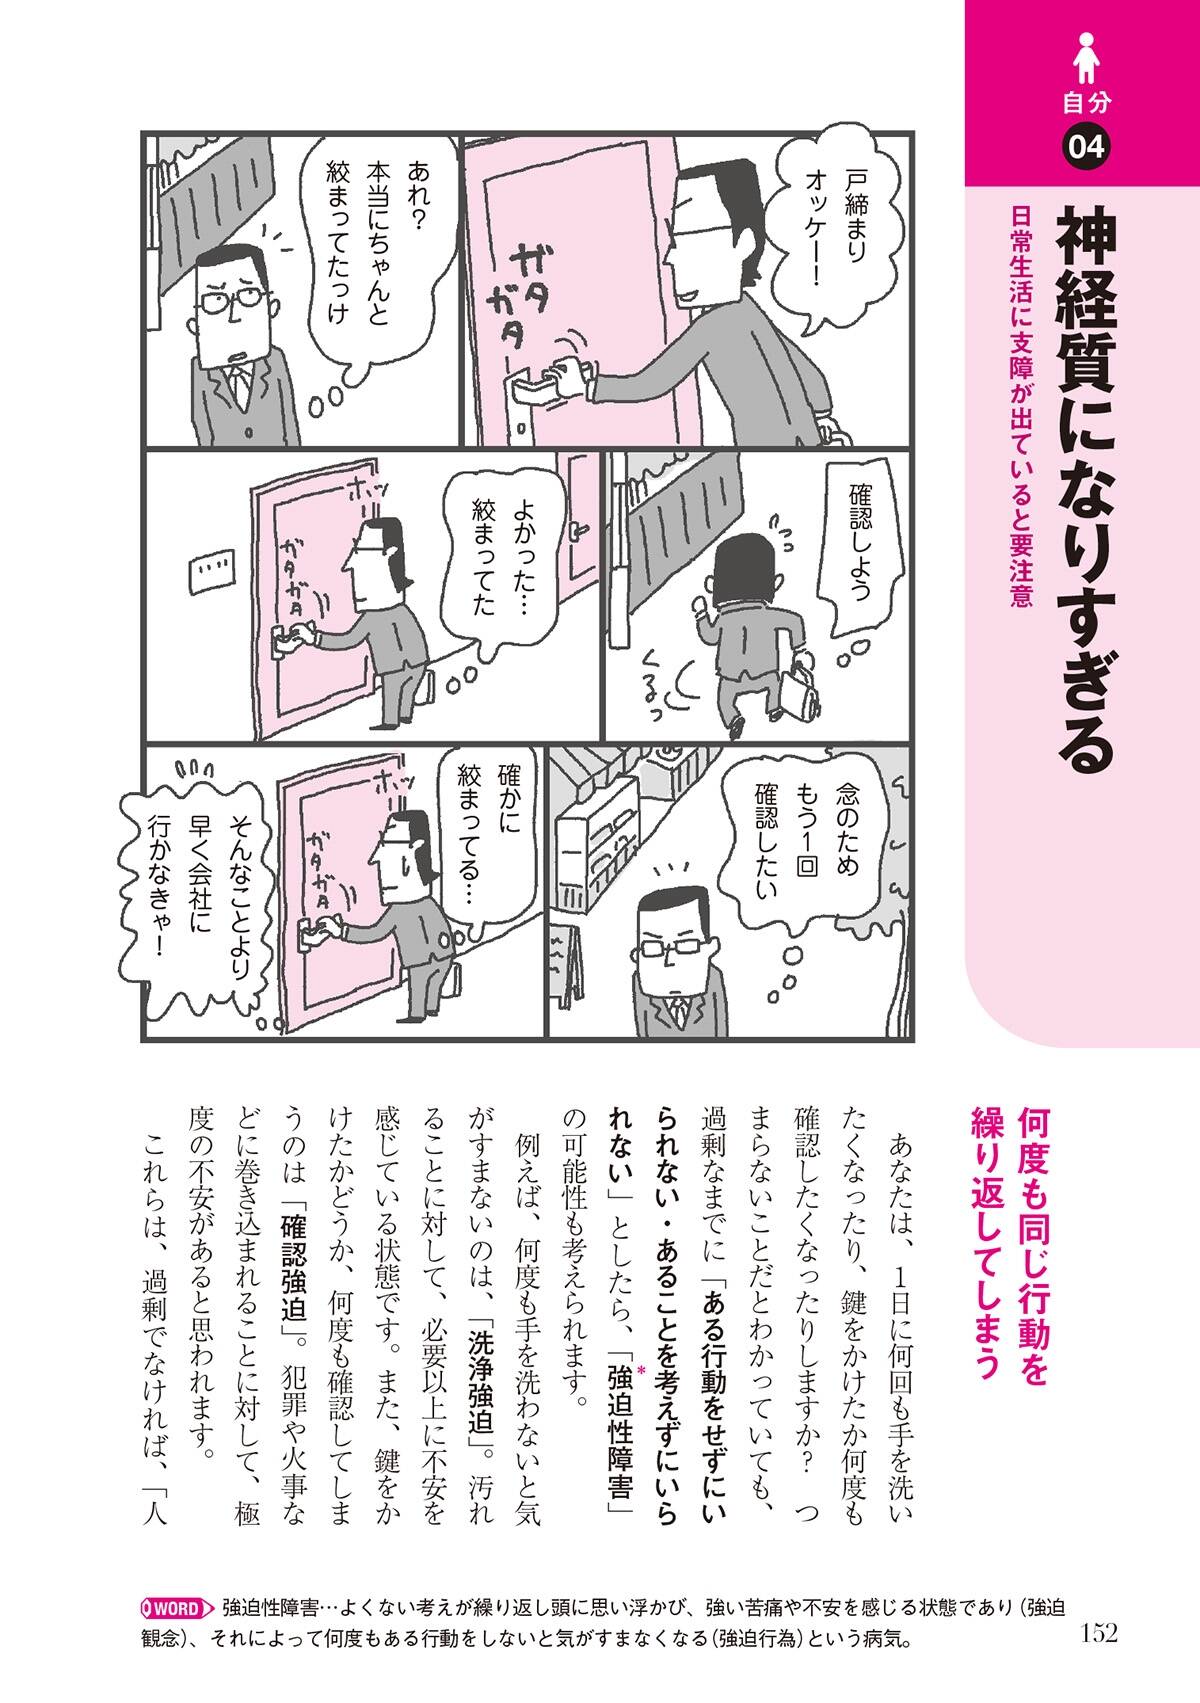 自分
04
神経質になりすぎる
日常生活に支障が出ていると要注意
戸締まり
オッケー！
ガタ
ガタ
あれ？
本当にちゃんと
絞まってたっけ
確認しよう
くるっ
よかった…
絞まってた
ホッ
ガタガタ
念のため
もう1回
確認したい
確かに
絞まってる…
ホッ
ガタガタ
そんなことより
早く会社に
行かなきゃ！
何度も同じ行動を
繰り返してしまう
あなたは、1日に何回も手を洗い
たくなったり、鍵をかけたか何度も
確認したくなったりしますか？　つ
まらないことだとわかっていても、
過剰なまでに「ある行動をせずにい
られない・あることを考えずにいら
れない」としたら、「強迫性障害」
*
の可能性も考えられます。
例えば、何度も手を洗わないと気
がすまないのは、「洗浄強迫」。汚れ
ることに対して、必要以上に不安を
感じている状態です。また、鍵をか
けたかどうか、何度も確認してしま
うのは「確認強迫」。犯罪や火事な
どに巻き込まれることに対して、極
度の不安があると思われます。
これらは、過剰でなければ、「人
WORD 強迫性障害…よくない考えが繰り返し頭に思い浮かび、強い苦痛や不安を感じる状態であり（強迫
観念）、それによって何度もある行動をしないと気がすまなくなる（強迫行為）という病気。
152